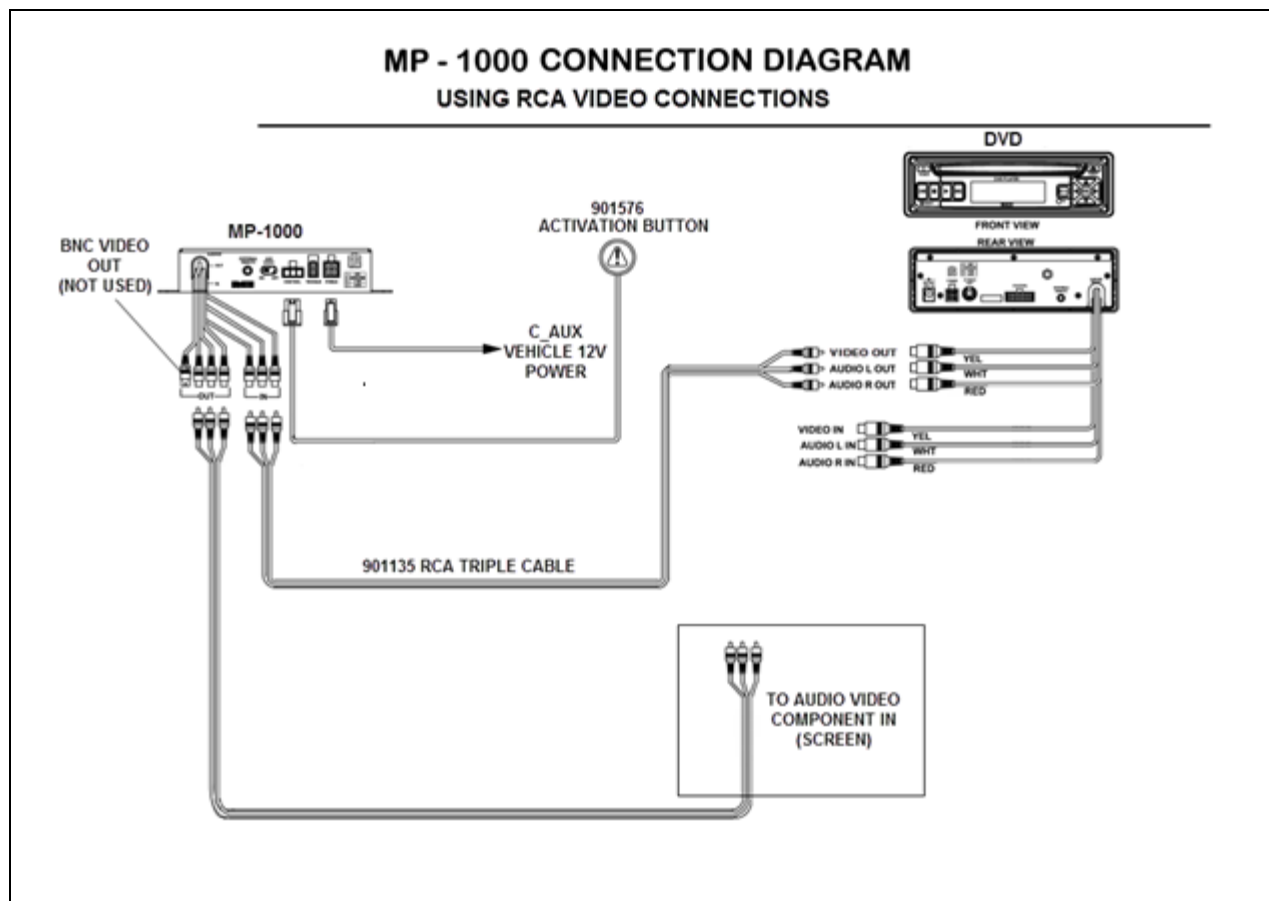 MP - 1000 CONNECTION DIAGRAM
USING RCA VIDEO CONNECTIONS
DVD
FRONT VIEW
REAR VIEW
901576
ACTIVATION BUTTON
MP-1000
BNC VIDEO
OUT
(NOT USED)
CONTROL
POWER
C_AUX
VEHICLE 12V
POWER
OUT
IN
VIDEO OUT
YEL
AUDIO L OUT
WHT
AUDIO R OUT
RED
VIDEO IN
YEL
AUDIO L IN
WHT
AUDIO R IN
RED
901135 RCA TRIPLE CABLE
TO AUDIO VIDEO
COMPONENT IN
(SCREEN)